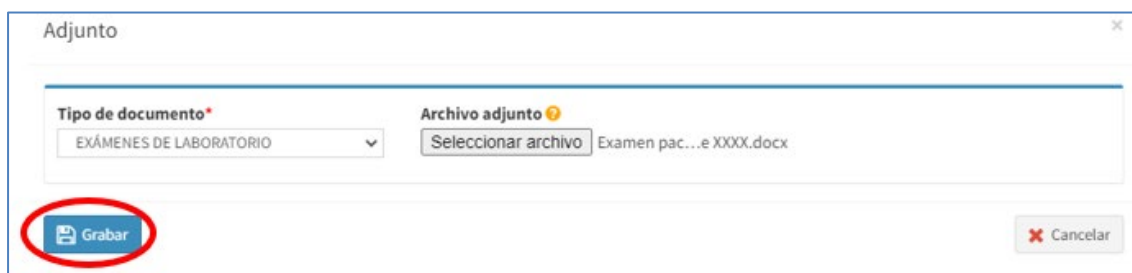 Adjunto
Tipo de documento*
EXÁMENES DE LABORATORIO
Archivo adjunto
Seleccionar archivo Examen pac...e XXXX.docx
Grabar
Cancelar